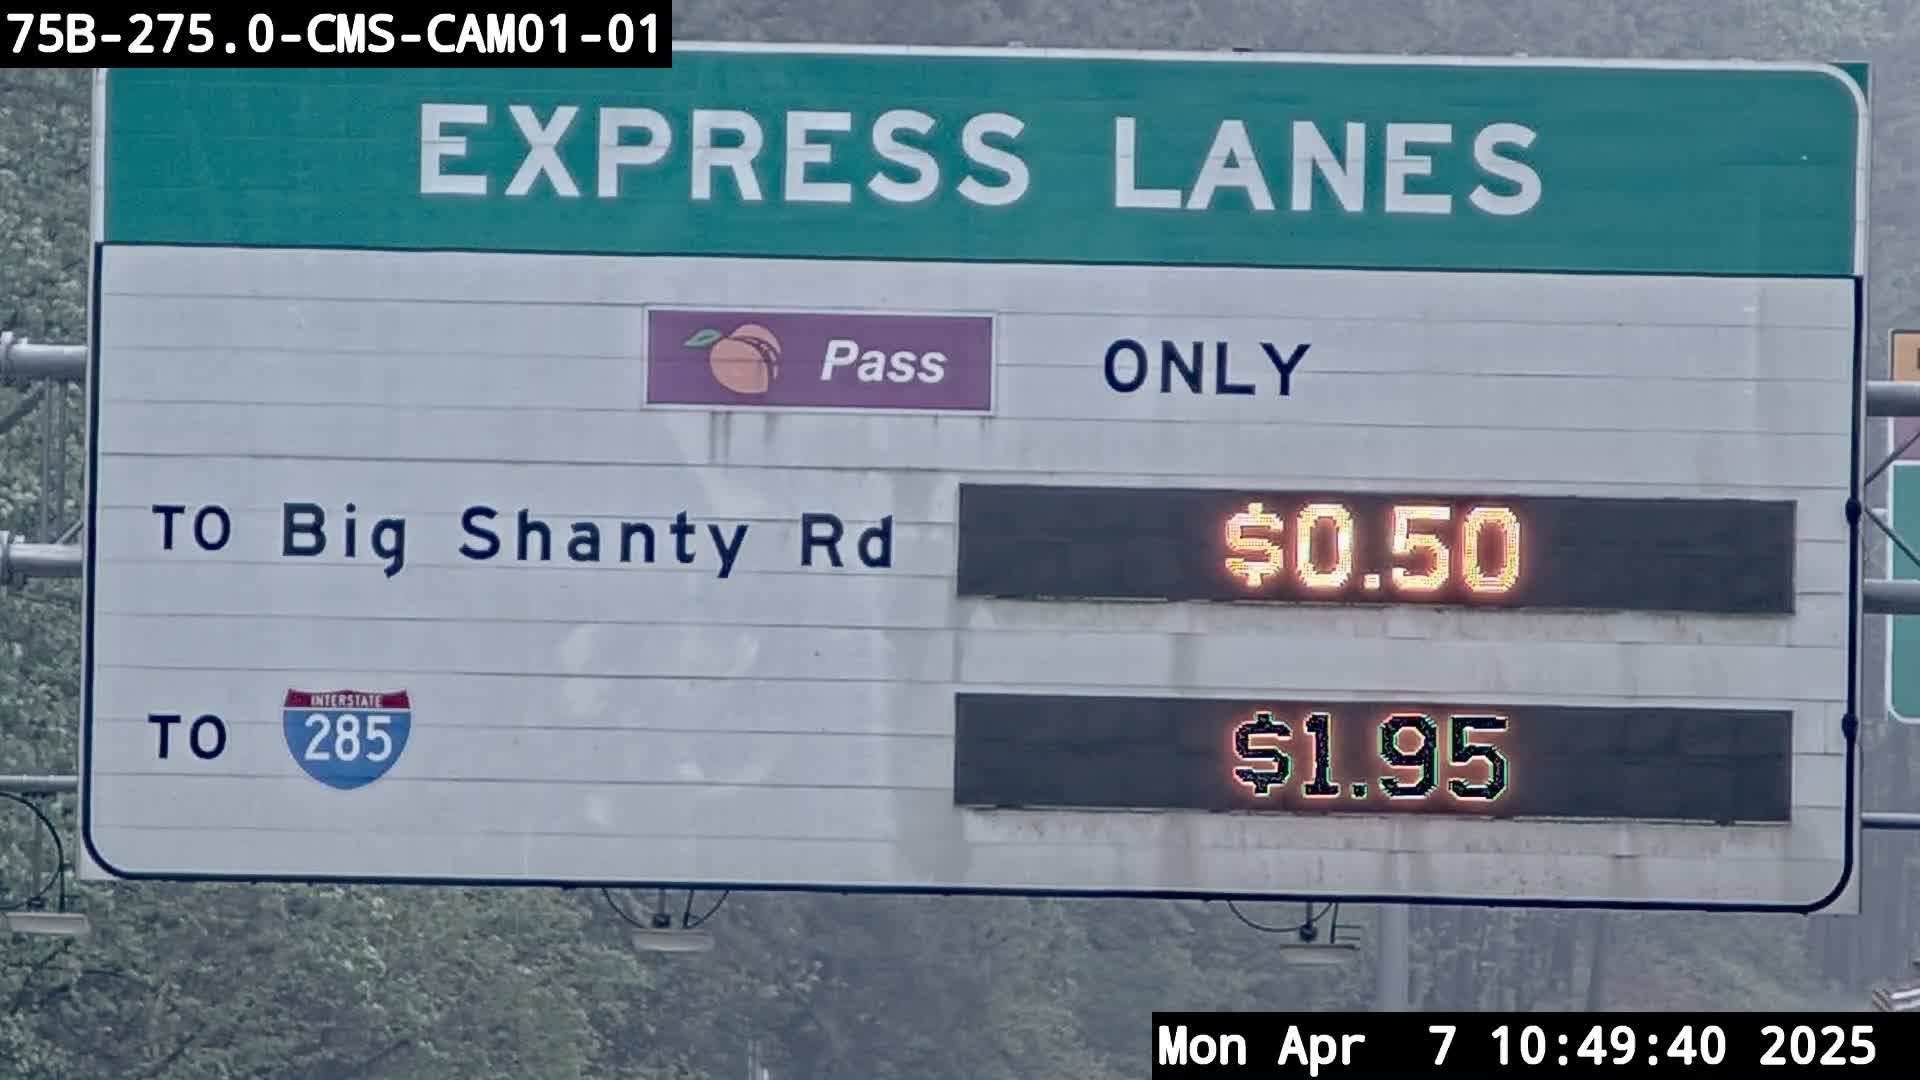 75B-275.0-CMS-CAM01-01
EXPRESS LANES
Pass ONLY
TO Big Shanty Rd $0.50
INTERSTATE
TO 285 $1.95
Mon Apr 7 10:49:40 2025